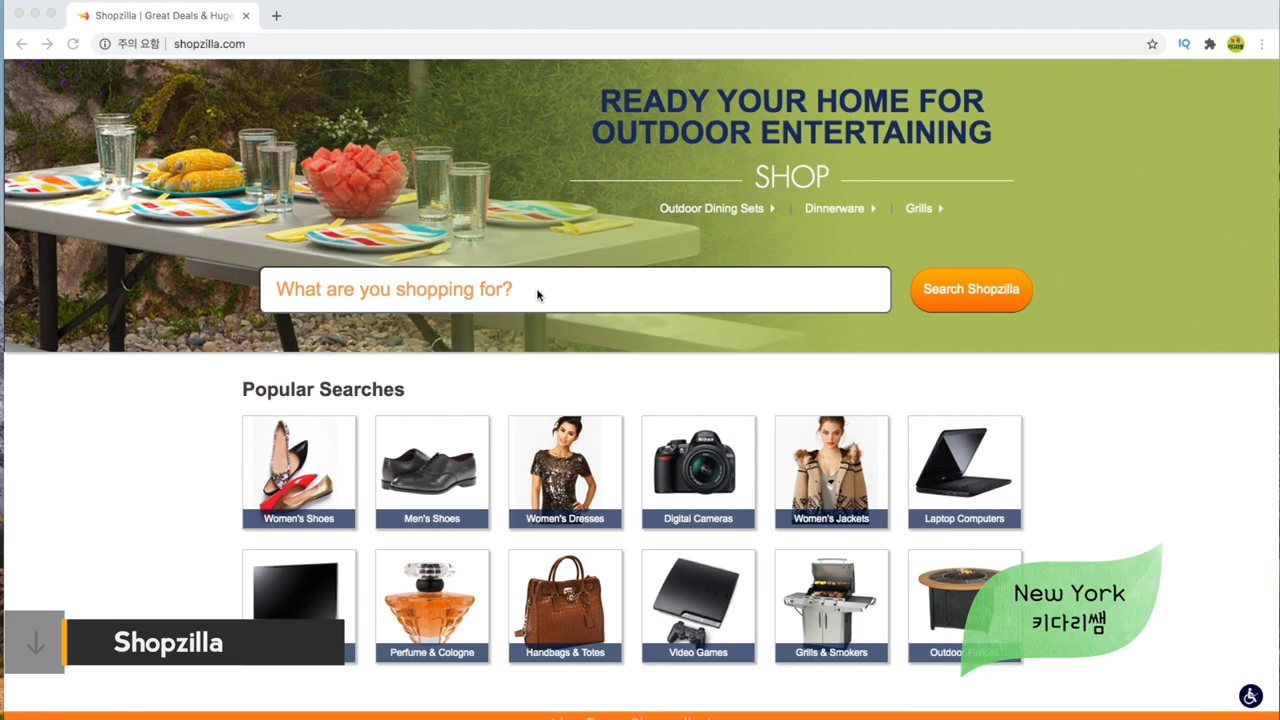 Shopzilla | Great Deals & Huge
주의 요함
shopzilla.com
IQ
READY YOUR HOME FOR
OUTDOOR ENTERTAINING
SHOP
Outdoor Dining Sets | Dinnerware | Grills
What are you shopping for?
Search Shopzilla
Popular Searches
Women's Shoes
Men's Shoes
Women's Dresses
Digital Cameras
Women's Jackets
Laptop Computers
Perfume & Cologne
Handbags & Totes
Video Games
Grills & Smokers
Outdoor
Shopzilla
New York
키다리쌤